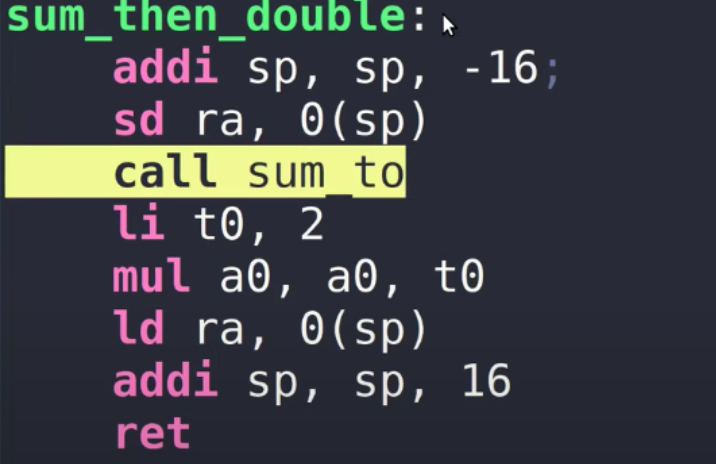 sum_then_double:
addi sp, sp, -16;
sd ra, 0(sp)
call sum_to
li t0, 2
mul a0, a0, t0
ld ra, 0(sp)
addi sp, sp, 16
ret